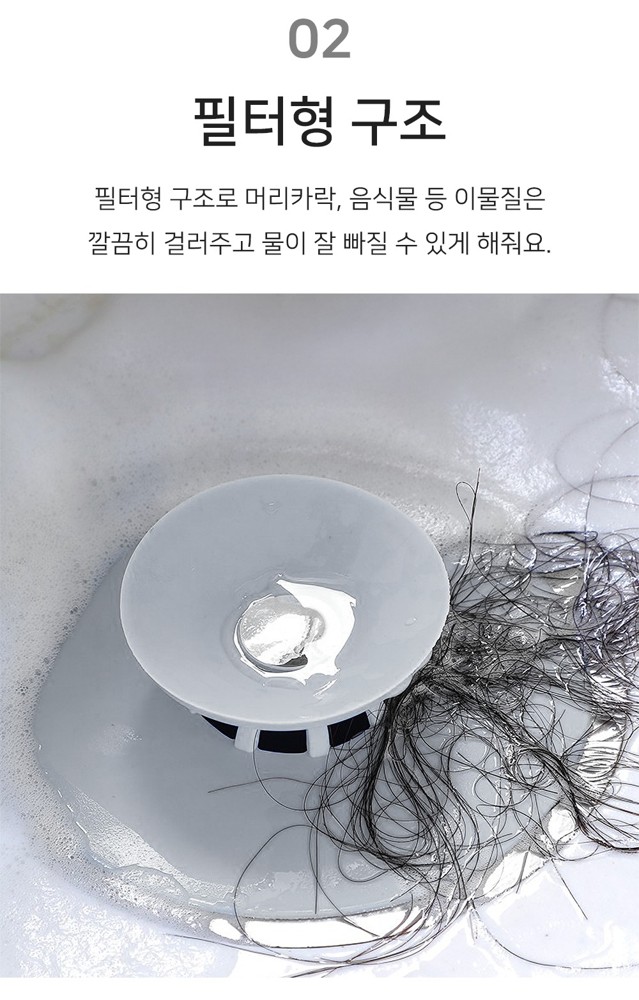 02
필터형 구조
필터형 구조로 머리카락, 음식물 등 이물질은
깔끔히 걸러주고 물이 잘 빠질 수 있게 해줘요.